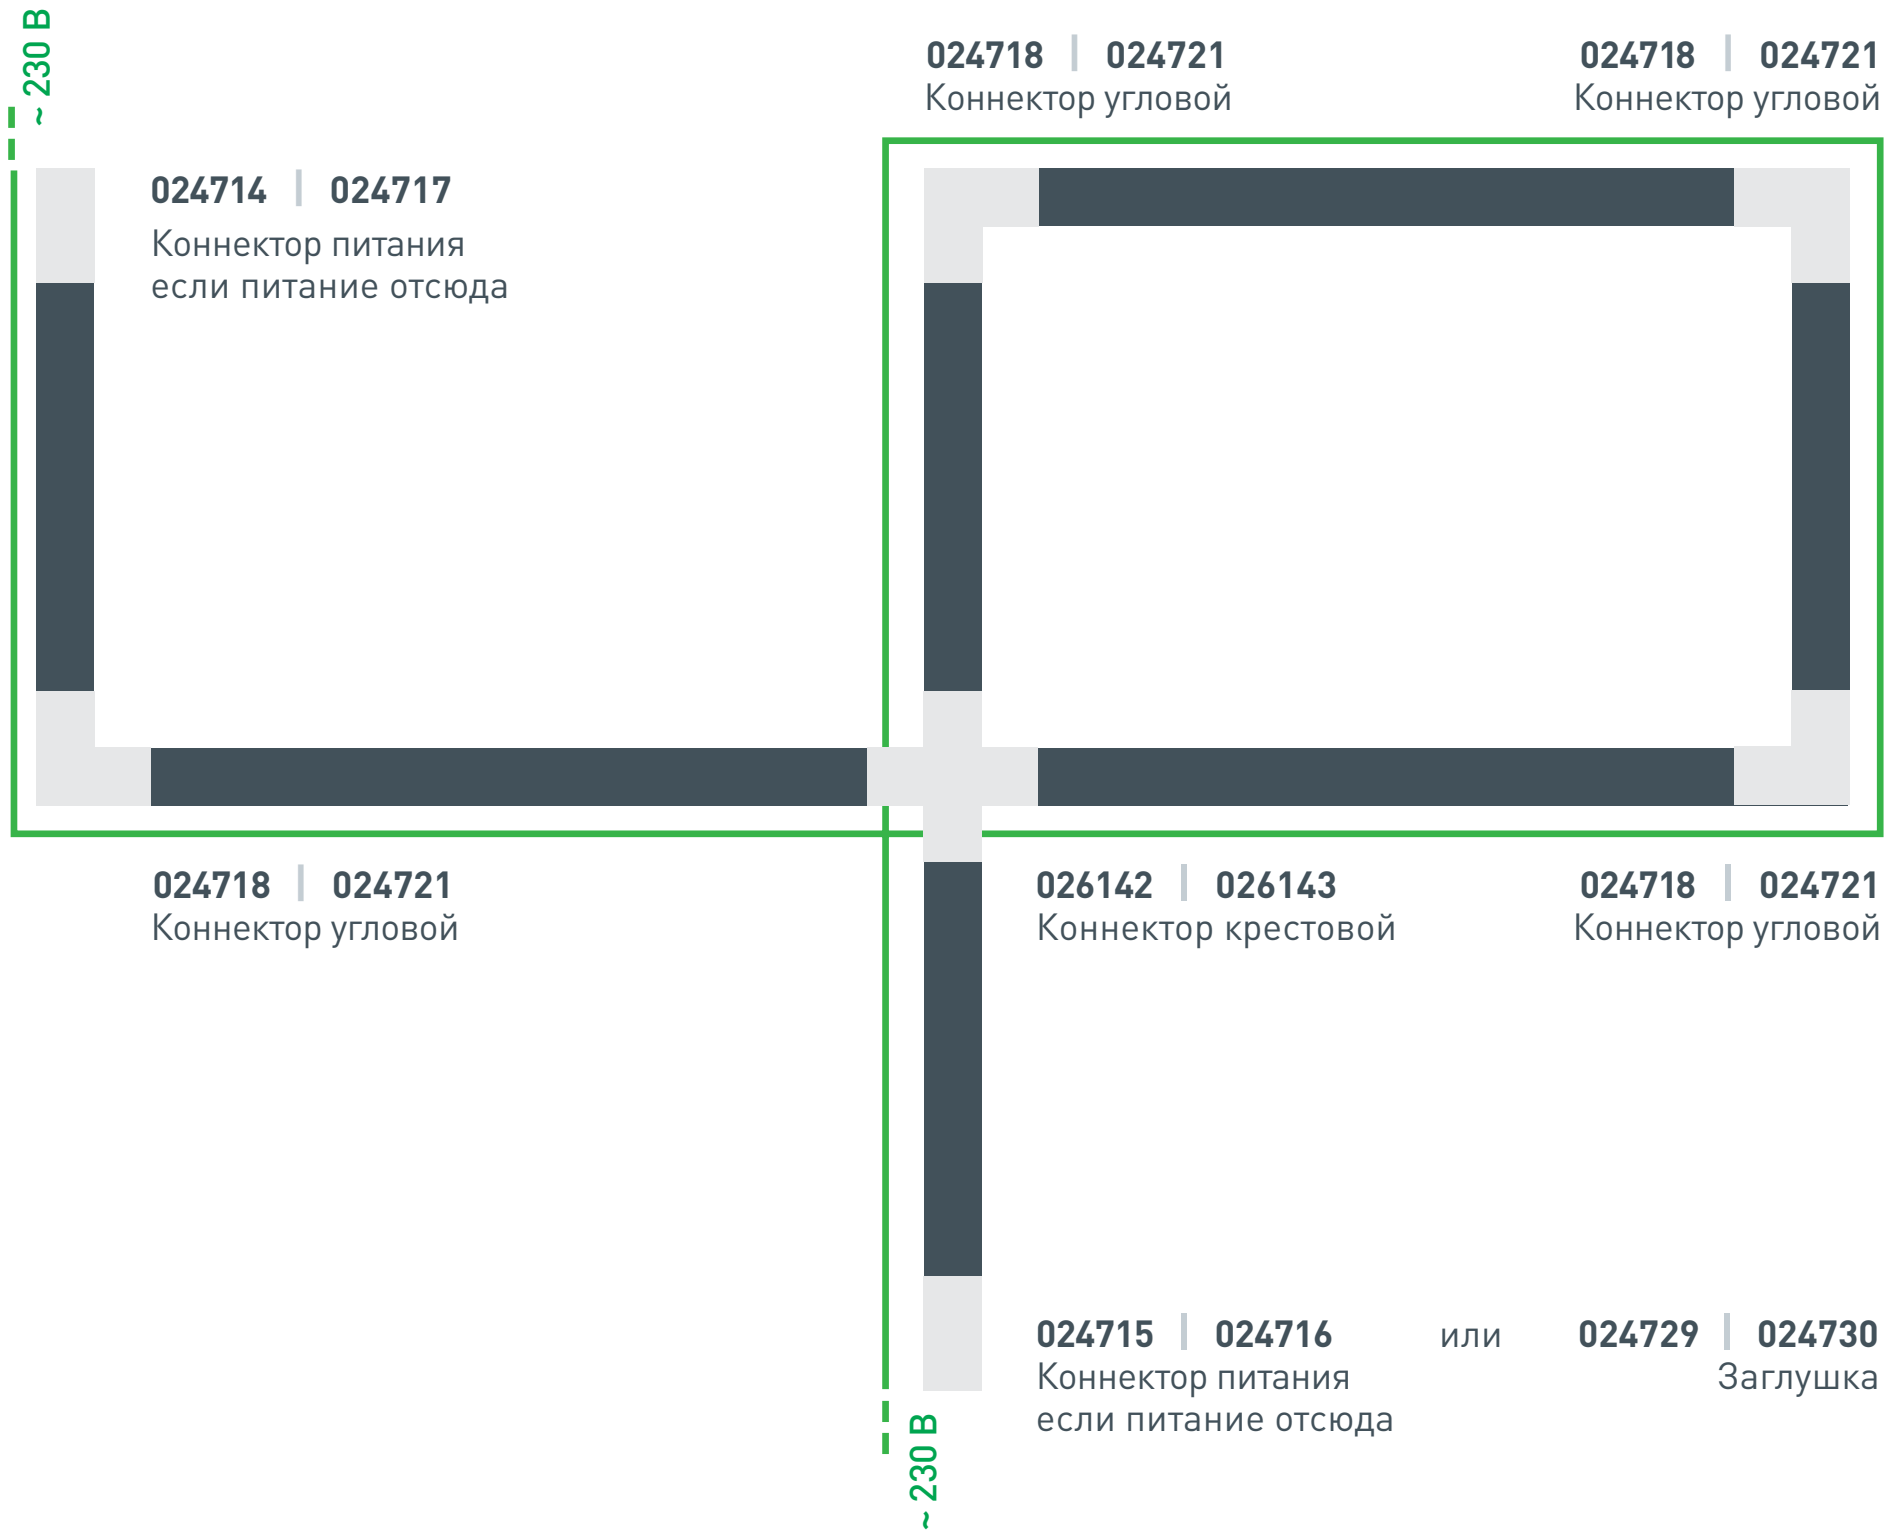 ~ 230 В
024718 | 024721
Коннектор угловой
024718 | 024721
Коннектор угловой
024714 | 024717
Коннектор питания
если питание отсюда
024718 | 024721
Коннектор угловой
026142 | 026143
Коннектор крестовой
024718 | 024721
Коннектор угловой
024715 | 024716
Коннектор питания
если питание отсюда
или
024729 | 024730
Заглушка
~ 230 В